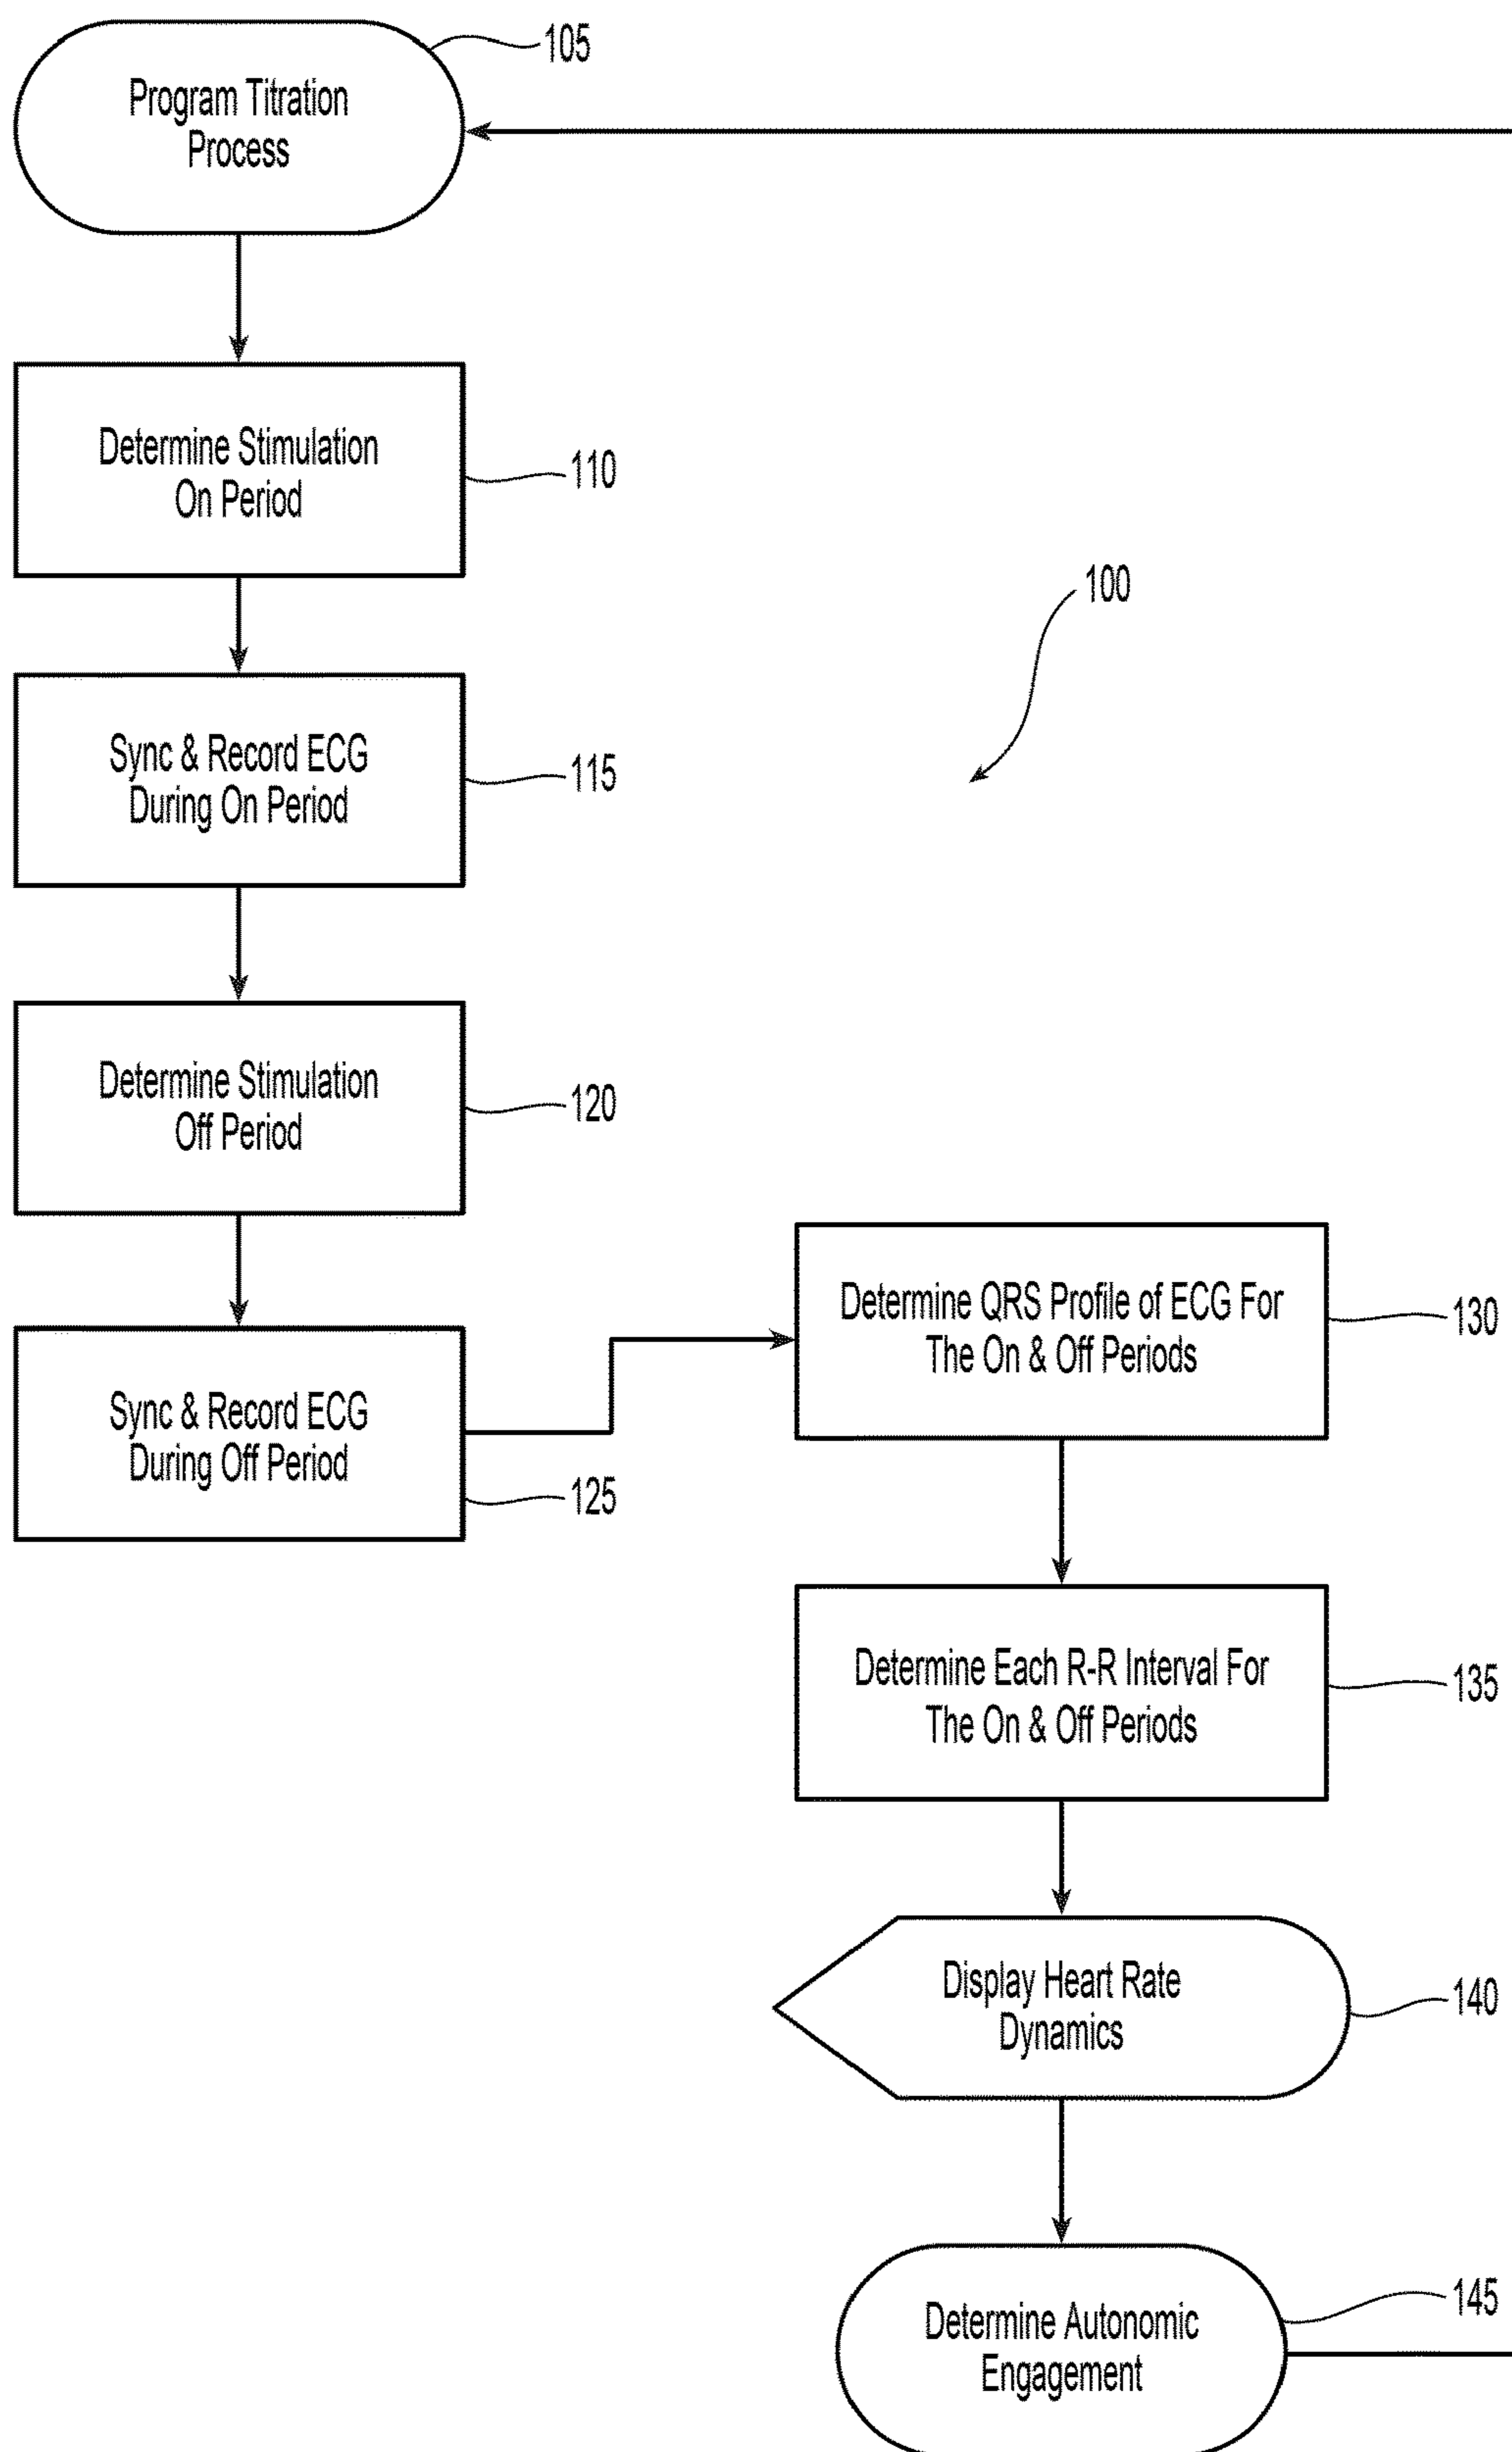 Program Titration
Process
105
Determine Stimulation
On Period
110
100
Sync & Record ECG
During On Period
115
Determine Stimulation
Off Period
120
Sync & Record ECG
During Off Period
125
Determine QRS Profile of ECG For
The On & Off Periods
130
Determine Each R-R Interval For
The On & Off Periods
135
Display Heart Rate
Dynamics
140
Determine Autonomic
Engagement
145